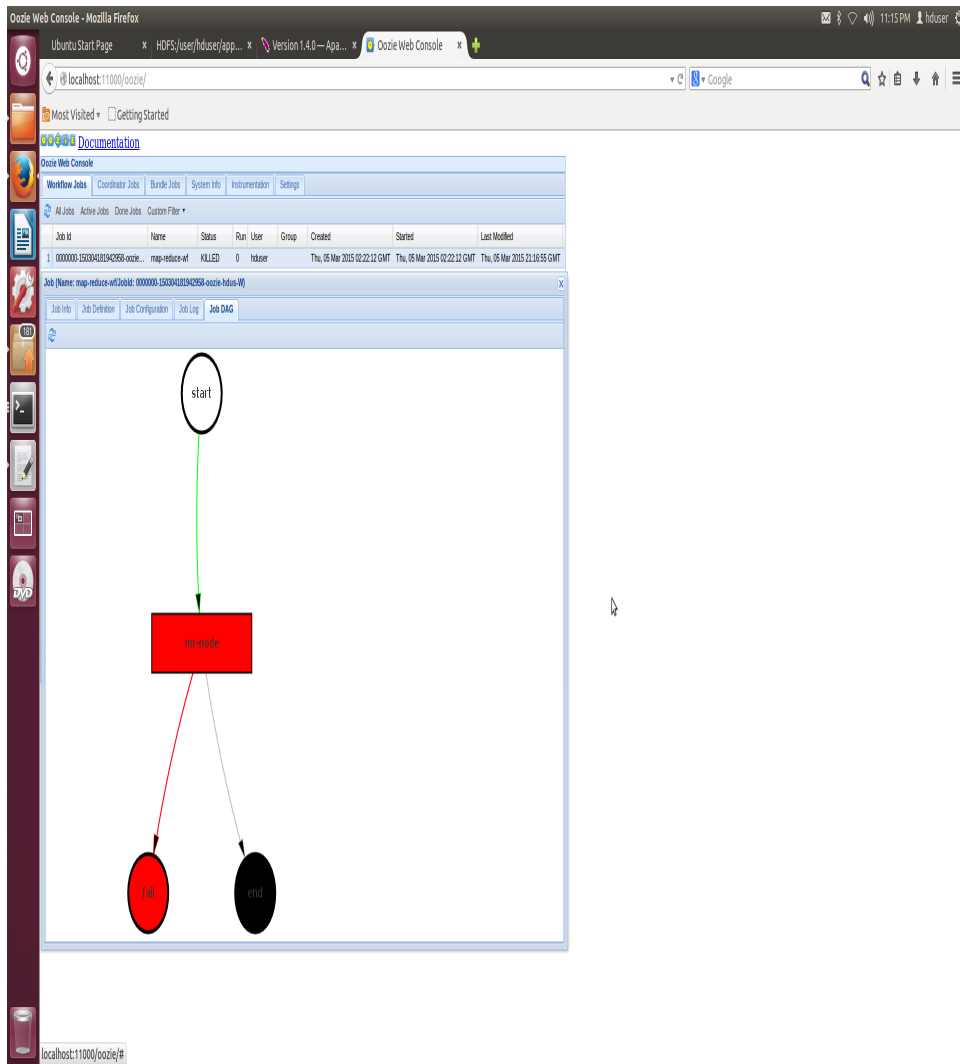 Oozie Web Console - Mozilla Firefox 11:15 PM hduser
Ubuntu Start Page x HDFS:/user/hduser/app... x Version 1.4.0 — Apa... x Oozie Web Console x
localhost:11000/oozie/ Google
Most Visited Getting Started
OOZIE Documentation
Oozie Web Console
Workflow Jobs Coordinator Jobs Bundle Jobs System Info Instrumentation Settings
All Jobs Active Jobs Done Jobs Custom Filter
Job Id Name Status Run User Group Created Started Last Modified
1 0000000-150304181942958-oozie... map-reduce-wf KILLED 0 hduser Thu, 05 Mar 2015 02:22:12 GMT Thu, 05 Mar 2015 02:22:12 GMT Thu, 05 Mar 2015 21:16:55 GMT
Job (Name: map-reduce-wf/JobId: 0000000-150304181942958-oozie-hdus-W) X
Job Info Job Definition Job Configuration Job Log Job DAG
181
start
mr-node
fail end
DVD
localhost:11000/oozie/#